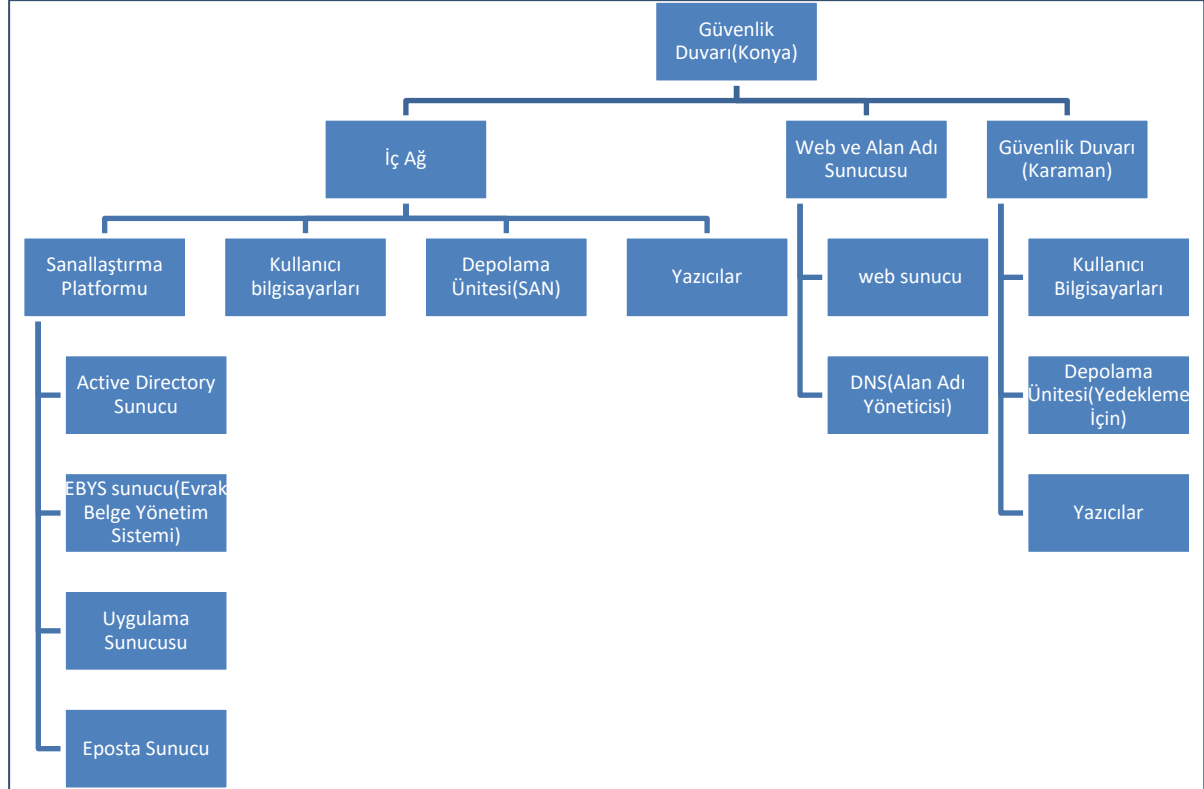 Güvenlik
Duvarı(Konya)
İç Ağ
Web ve Alan Adı
Sunucusu
Güvenlik Duvarı
(Karaman)
Sanallaştırma
Platformu
Kullanıcı
bilgisayarları
Depolama
Ünitesi(SAN)
Yazıcılar
web sunucu
Kullanıcı
Bilgisayarları
Active Directory
Sunucu
DNS(Alan Adı
Yöneticisi)
Depolama
Ünitesi(Yedekleme
İçin)
EBYS sunucu(Evrak
Belge Yönetim
Sistemi)
Yazıcılar
Uygulama
Sunucusu
Eposta Sunucu